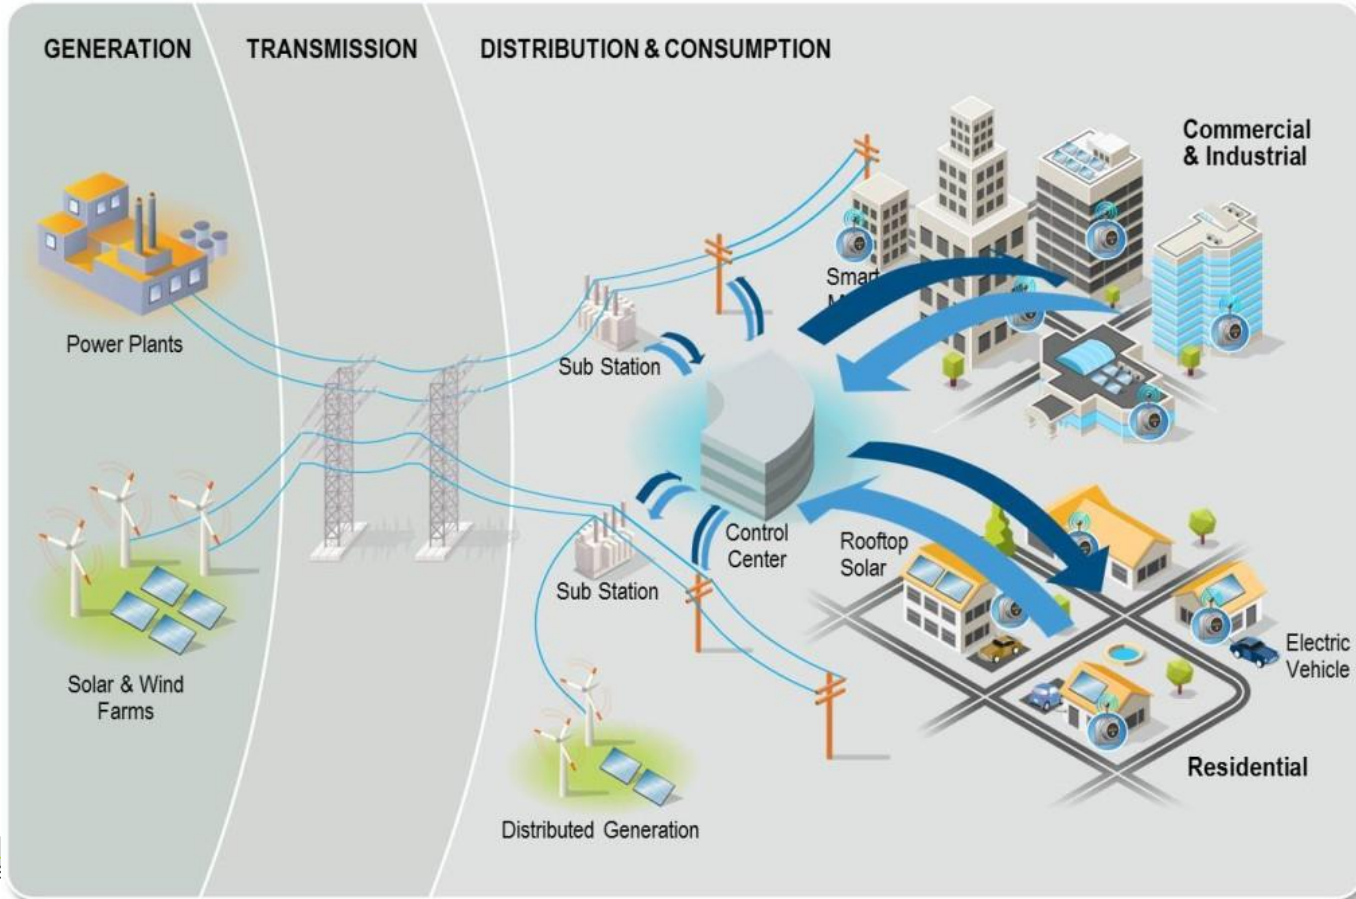 GENERATION
TRANSMISSION
DISTRIBUTION & CONSUMPTION
Commercial
& Industrial
Smart
Power Plants
Sub Station
Control
Center
Rooftop
Solar
Sub Station
Electric
Vehicle
Solar & Wind
Farms
Residential
Distributed Generation